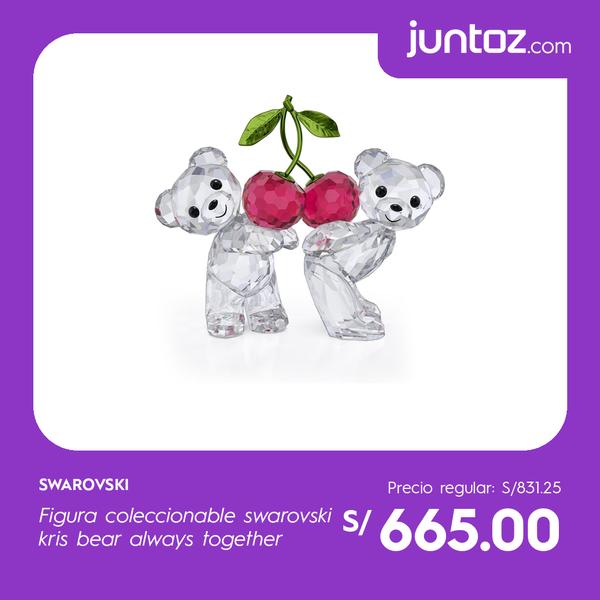 juntoz.com
SWAROVSKI
Figura coleccionable swarovski
kris bear always together
Precio regular: S/831.25
S/ 665.00